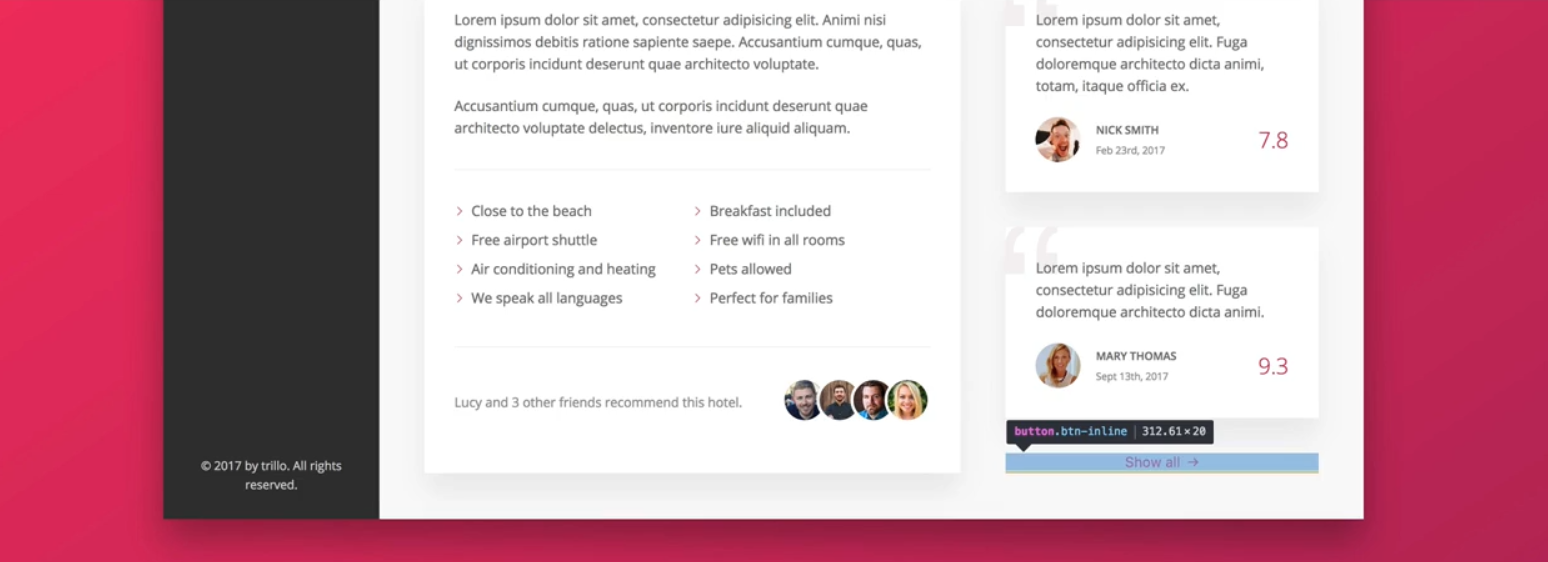 Lorem ipsum dolor sit amet, consectetur adipisicing elit. Animi nisi
dignissimos debitis ratione sapiente saepe. Accusantium cumque, quas,
ut corporis incidunt deserunt quae architecto voluptate.
Accusantium cumque, quas, ut corporis incidunt deserunt quae
architecto voluptate delectus, inventore iure aliquid aliquam.
Close to the beach
Free airport shuttle
Air conditioning and heating
We speak all languages
Breakfast included
Free wifi in all rooms
Pets allowed
Perfect for families
Lucy and 3 other friends recommend this hotel.
Lorem ipsum dolor sit amet,
consectetur adipisicing elit. Fuga
doloremque architecto dicta animi,
totam, itaque officia ex.
NICK SMITH
Feb 23rd, 2017
7.8
Lorem ipsum dolor sit amet,
consectetur adipisicing elit. Fuga
doloremque architecto dicta animi.
MARY THOMAS
Sept 13th, 2017
9.3
button.btn-inline | 312.61×20
Show all →
© 2017 by trillo. All rights
reserved.